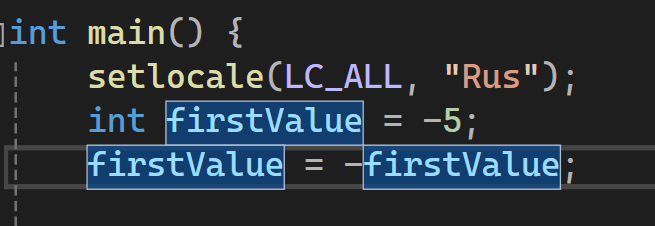 int main() {
setlocale(LC_ALL, "Rus");
int firstValue = -5;
firstValue = -firstValue;